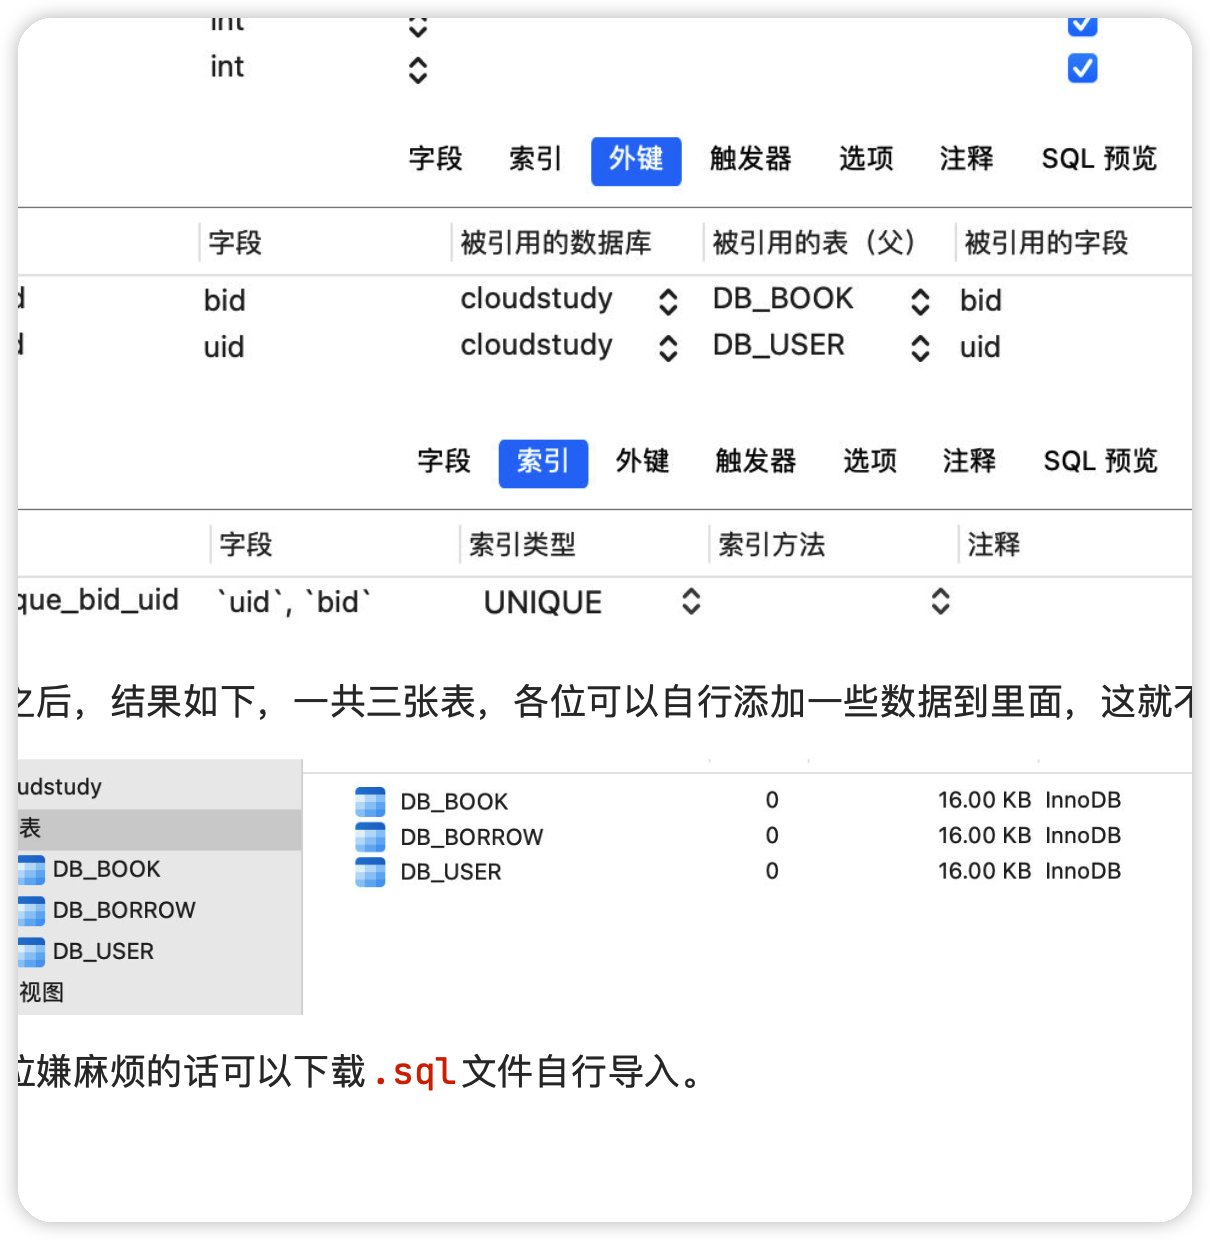 int
int
字段 索引 外键 触发器 选项 注释 SQL 预览
字段 被引用的数据库 被引用的表（父） 被引用的字段
bid cloudstudy DB_BOOK bid
uid cloudstudy DB_USER uid
字段 索引 外键 触发器 选项 注释 SQL 预览
字段 索引类型 索引方法 注释
que_bid_uid `uid`, `bid` UNIQUE
之后，结果如下，一共三张表，各位可以自行添加一些数据到里面，这就不
udstudy
表
DB_BOOK
DB_BORROW
DB_USER
视图
DB_BOOK 0 16.00 KB InnoDB
DB_BORROW 0 16.00 KB InnoDB
DB_USER 0 16.00 KB InnoDB
位嫌麻烦的话可以下载.sql文件自行导入。